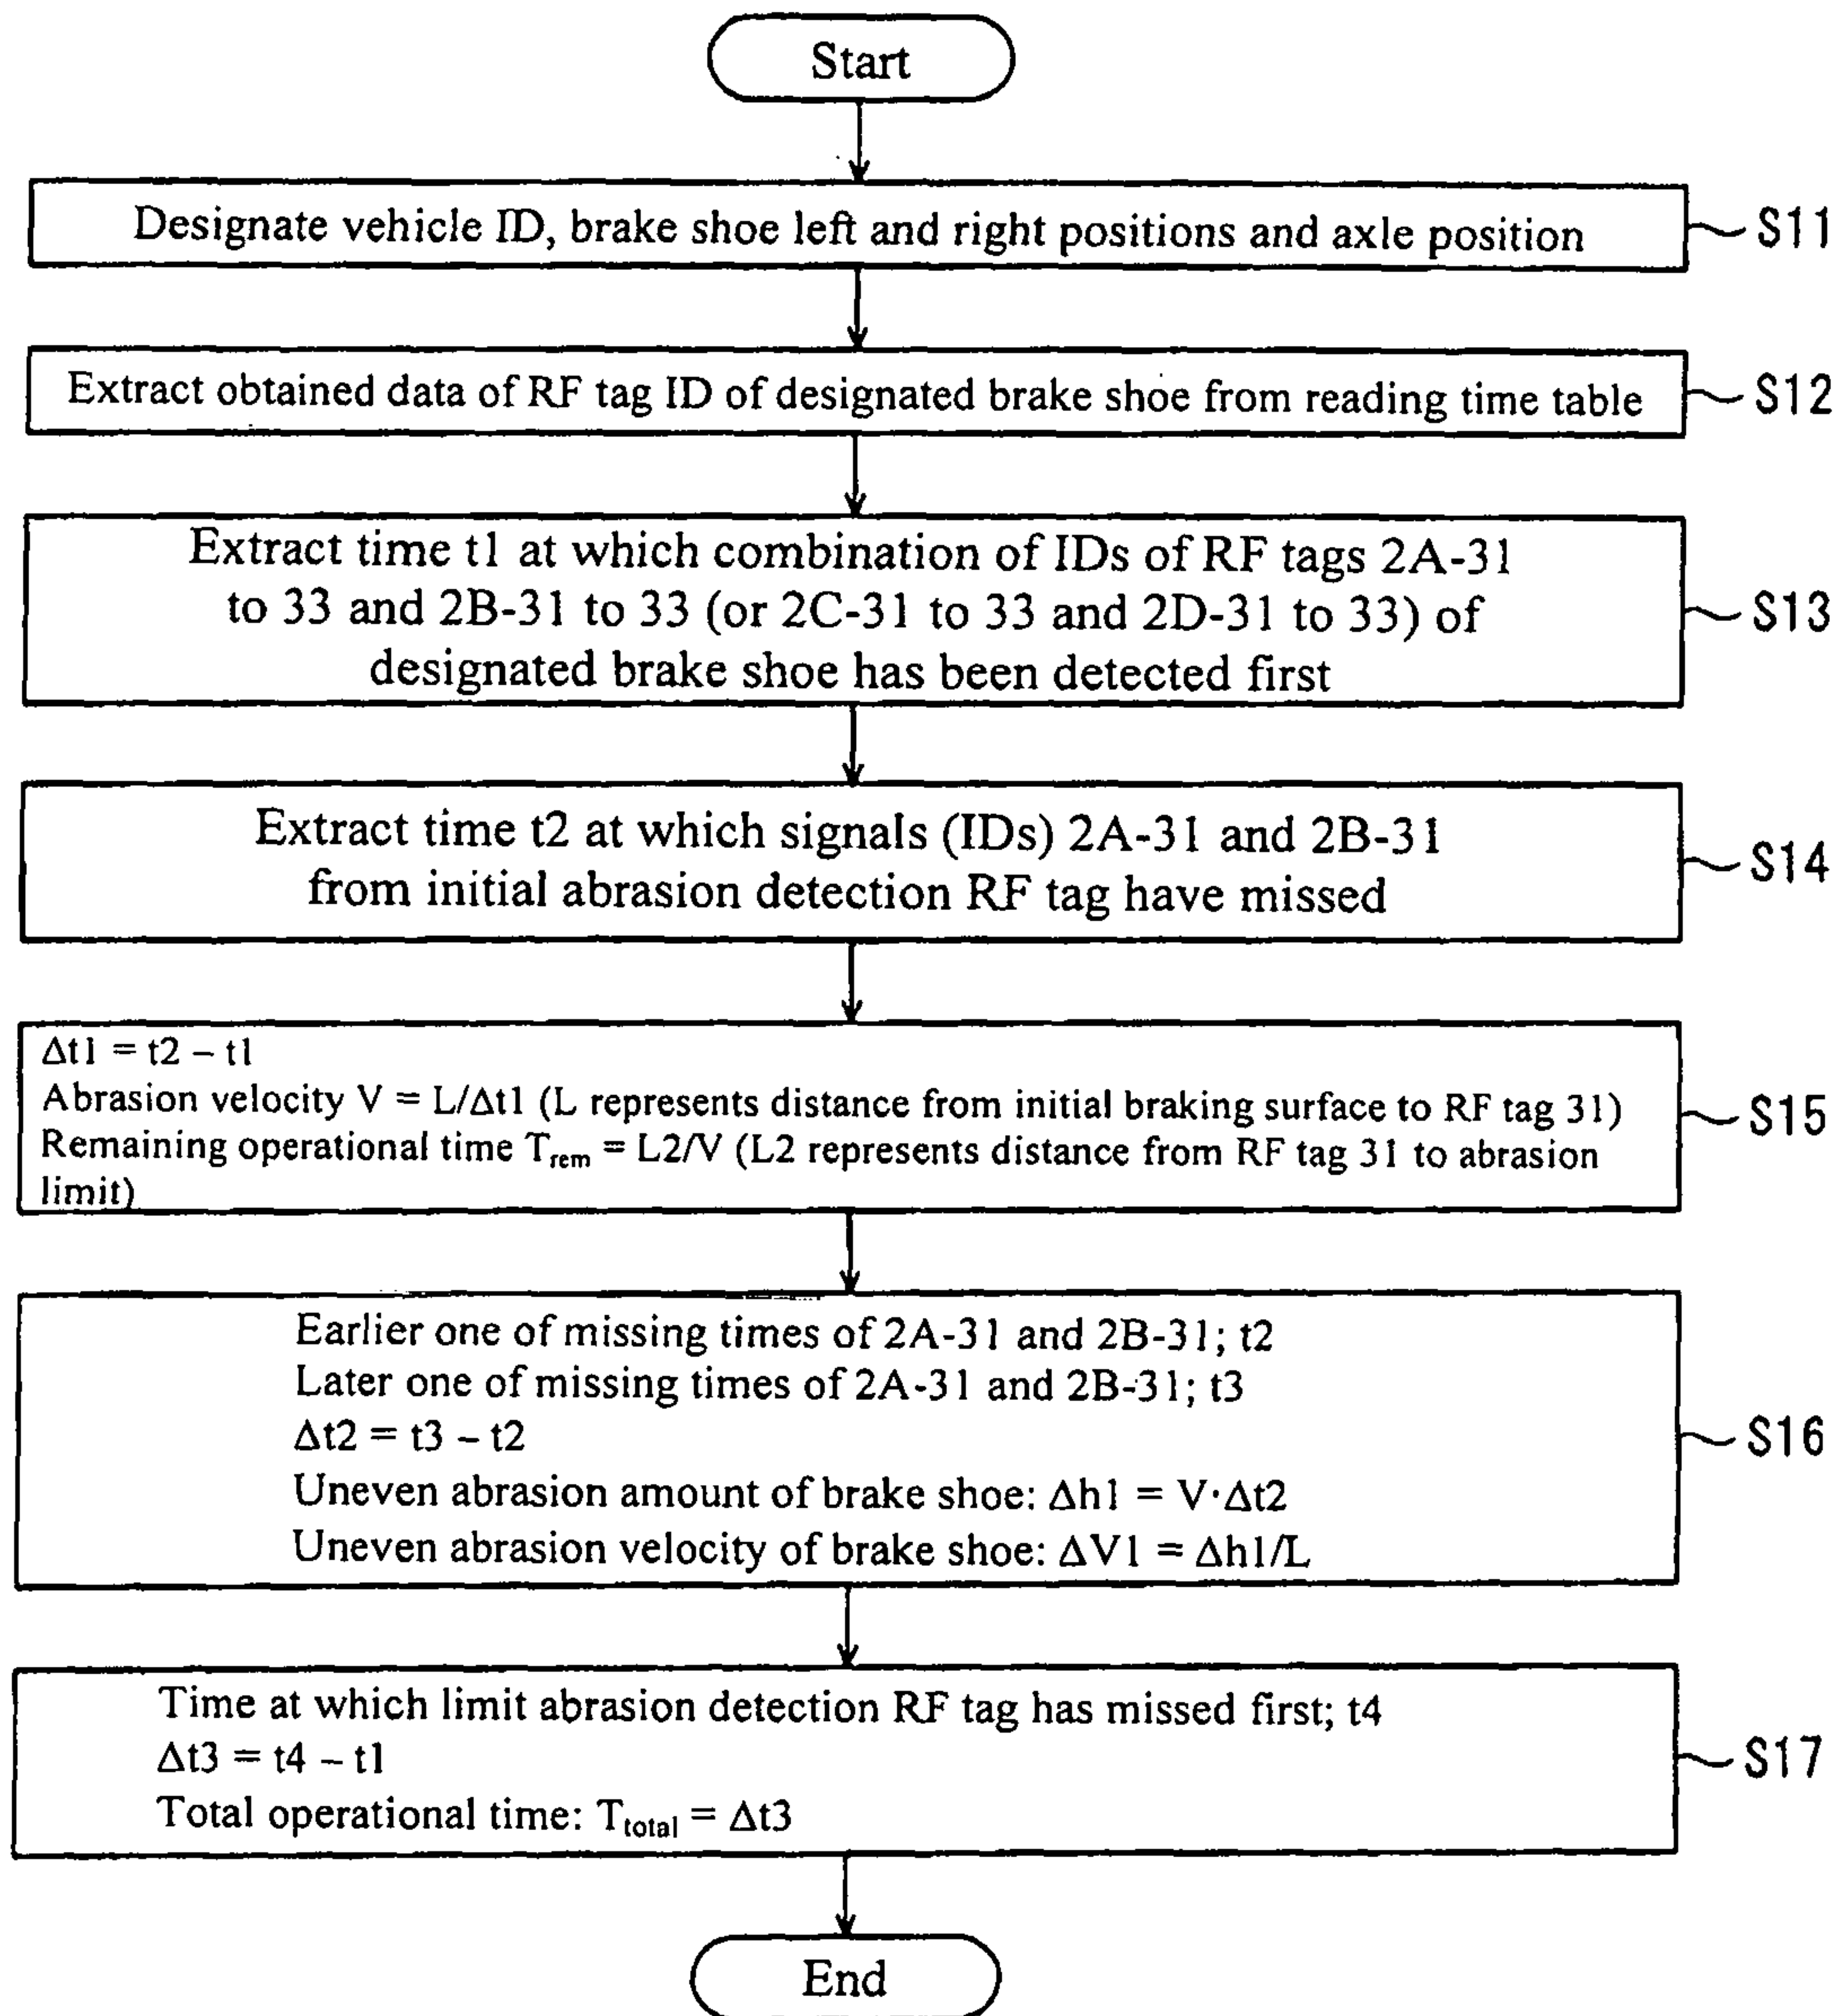 Start
Designate vehicle ID, brake shoe left and right positions and axle position
S11
Extract obtained data of RF tag ID of designated brake shoe from reading time table
S12
Extract time t1 at which combination of IDs of RF tags 2A-31
to 33 and 2B-31 to 33 (or 2C-31 to 33 and 2D-31 to 33) of
designated brake shoe has been detected first
S13
Extract time t2 at which signals (IDs) 2A-31 and 2B-31
from initial abrasion detection RF tag have missed
S14
Δt1 = t2 – t1
Abrasion velocity V = L/Δt1 (L represents distance from initial braking surface to RF tag 31)
Remaining operational time Trem = L2/V (L2 represents distance from RF tag 31 to abrasion
limit)
S15
Earlier one of missing times of 2A-31 and 2B-31; t2
Later one of missing times of 2A-31 and 2B-31; t3
Δt2 = t3 – t2
Uneven abrasion amount of brake shoe: Δh1 = V·Δt2
Uneven abrasion velocity of brake shoe: ΔV1 = Δh1/L
S16
Time at which limit abrasion detection RF tag has missed first; t4
Δt3 = t4 – t1
Total operational time: Ttotal = Δt3
S17
End